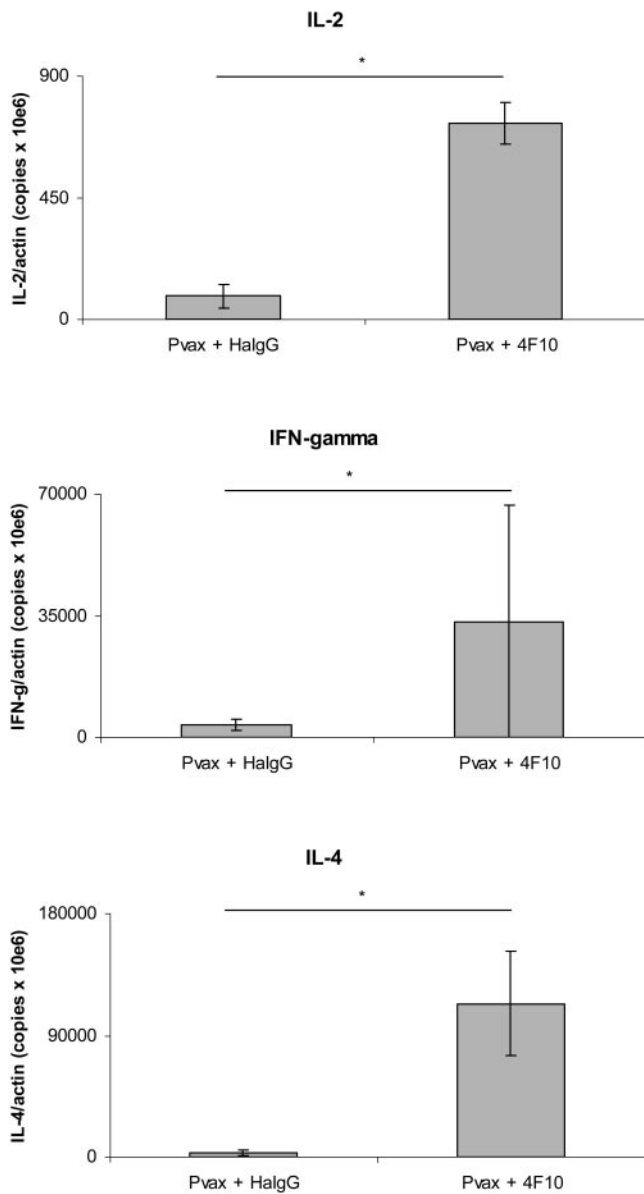 IL-2
*
900
450
0
IL-2/actin (copies x 10e6)
Pvax + HaIgG
Pvax + 4F10
IFN-gamma
*
70000
35000
0
IFN-g/actin (copies x 10e6)
Pvax + HaIgG
Pvax + 4F10
IL-4
*
180000
90000
0
IL-4/actin (copies x 10e6)
Pvax + HaIgG
Pvax + 4F10